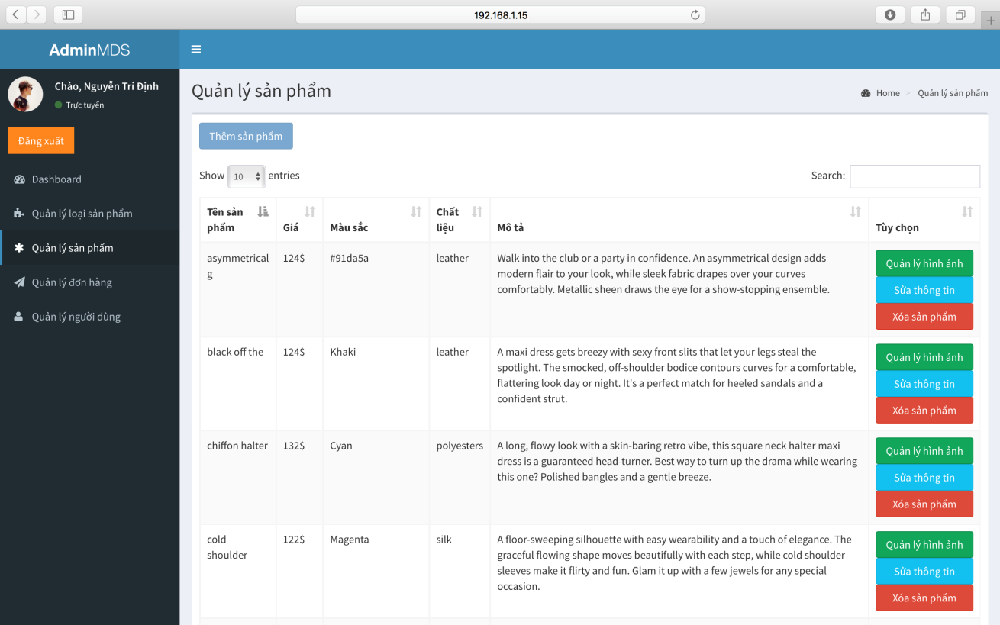 192.168.1.15
AdminMDS
Chào, Nguyễn Trí Định
Trực tuyến
Đăng xuất
Dashboard
Quản lý loại sản phẩm
Quản lý sản phẩm
Quản lý đơn hàng
Quản lý người dùng
Quản lý sản phẩm
Home > Quản lý sản phẩm
Thêm sản phẩm
Show 10 entries
Search:
Tên sản
phẩm
Giá
Màu sắc
Chất
liệu
Mô tả
Tùy chọn
asymmetrical
g
124$
#91da5a
leather
Walk into the club or a party in confidence. An asymmetrical design adds
modern flair to your look, while sleek fabric drapes over your curves
comfortably. Metallic sheen draws the eye for a show-stopping ensemble.
Quản lý hình ảnh
Sửa thông tin
Xóa sản phẩm
black off the
124$
Khaki
leather
A maxi dress gets breezy with sexy front slits that let your legs steal the
spotlight. The smocked, off-shoulder bodice contours curves for a comfortable,
flattering look day or night. It's a perfect match for heeled sandals and a
confident strut.
Quản lý hình ảnh
Sửa thông tin
Xóa sản phẩm
chiffon halter
132$
Cyan
polyesters
A long, flowy look with a skin-baring retro vibe, this square neck halter maxi
dress is a guaranteed head-turner. Best way to turn up the drama while wearing
this one? Polished bangles and a gentle breeze.
Quản lý hình ảnh
Sửa thông tin
Xóa sản phẩm
cold
shoulder
122$
Magenta
silk
A floor-sweeping silhouette with easy wearability and a touch of elegance. The
graceful flowing shape moves beautifully with each step, while cold shoulder
sleeves make it flirty and fun. Glam it up with a few jewels for any special
occasion.
Quản lý hình ảnh
Sửa thông tin
Xóa sản phẩm